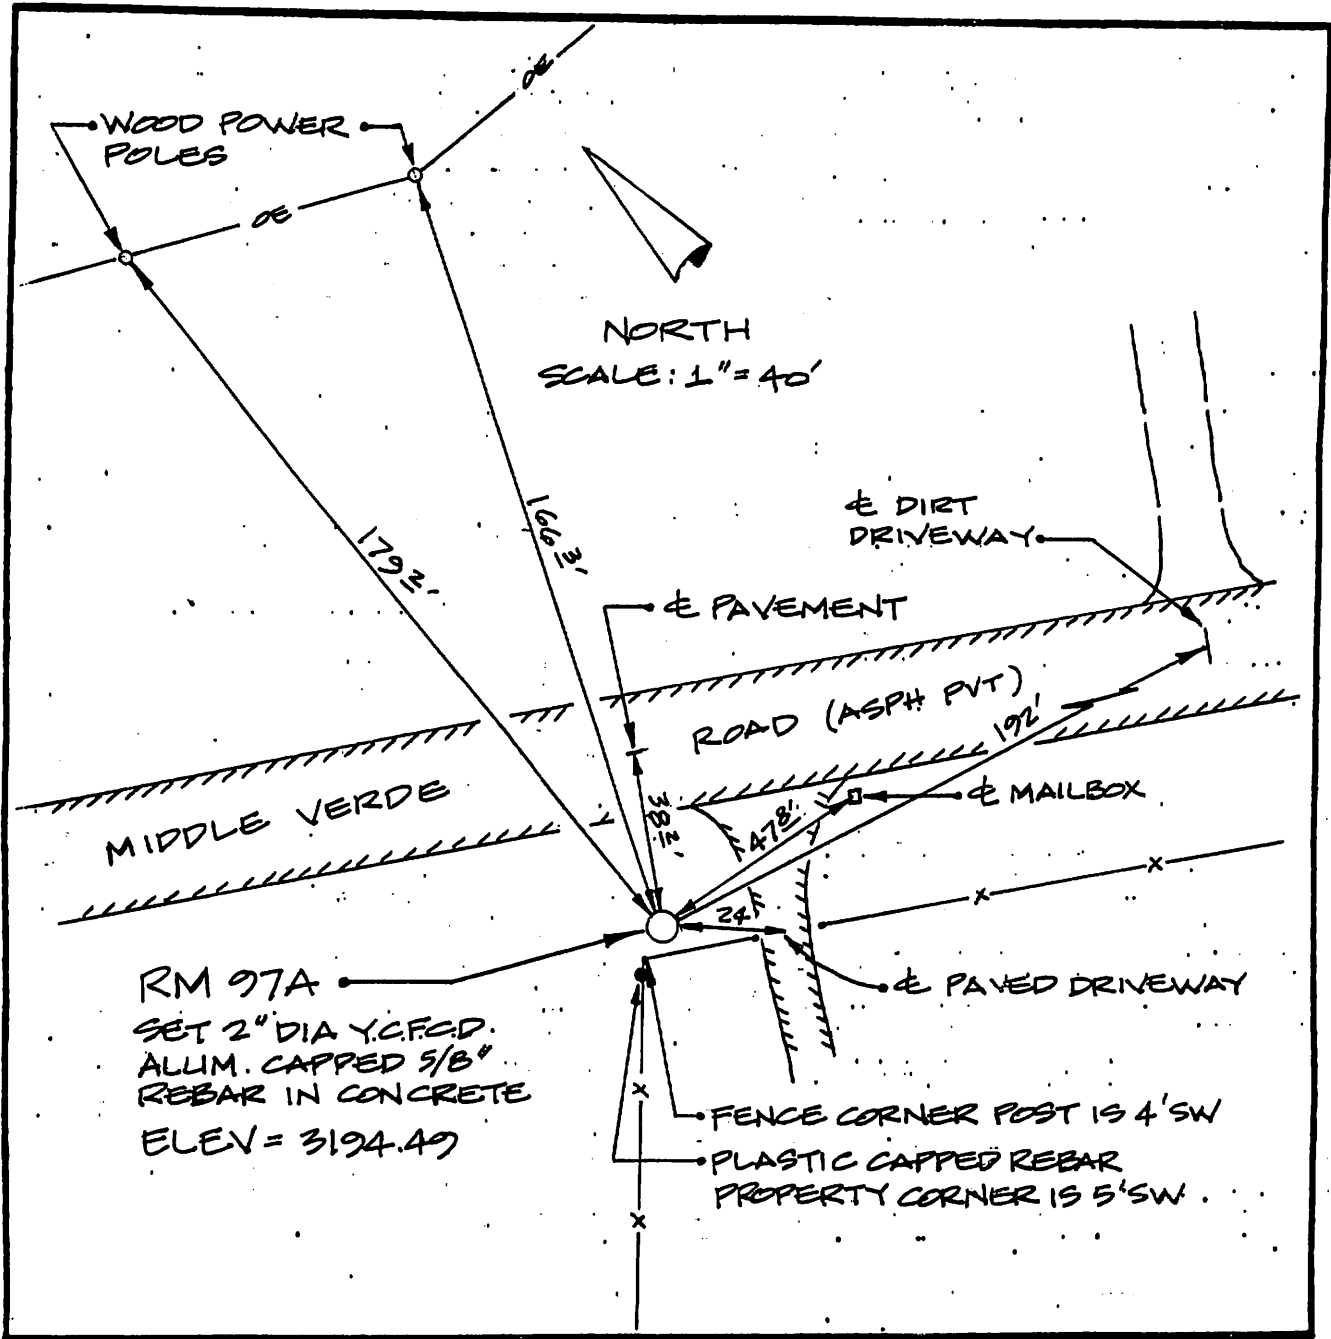 OE
WOOD POWER
POLES
OE
NORTH
SCALE: 1"=40'
179.2'
166.3'
℄ DIRT
DRIVEWAY
℄ PAVEMENT
ROAD (ASPH PVT)
192'
MIDDLE VERDE
38.2'
47.8'
℄ MAILBOX
X
X
24
RM 97A
℄ PAVED DRIVEWAY
SET 2" DIA Y.C.F.C.D.
ALUM. CAPPED 5/8"
REBAR IN CONCRETE
X
FENCE CORNER POST IS 4' SW
ELEV = 3194.49
PLASTIC CAPPED REBAR
PROPERTY CORNER IS 5' SW.
X